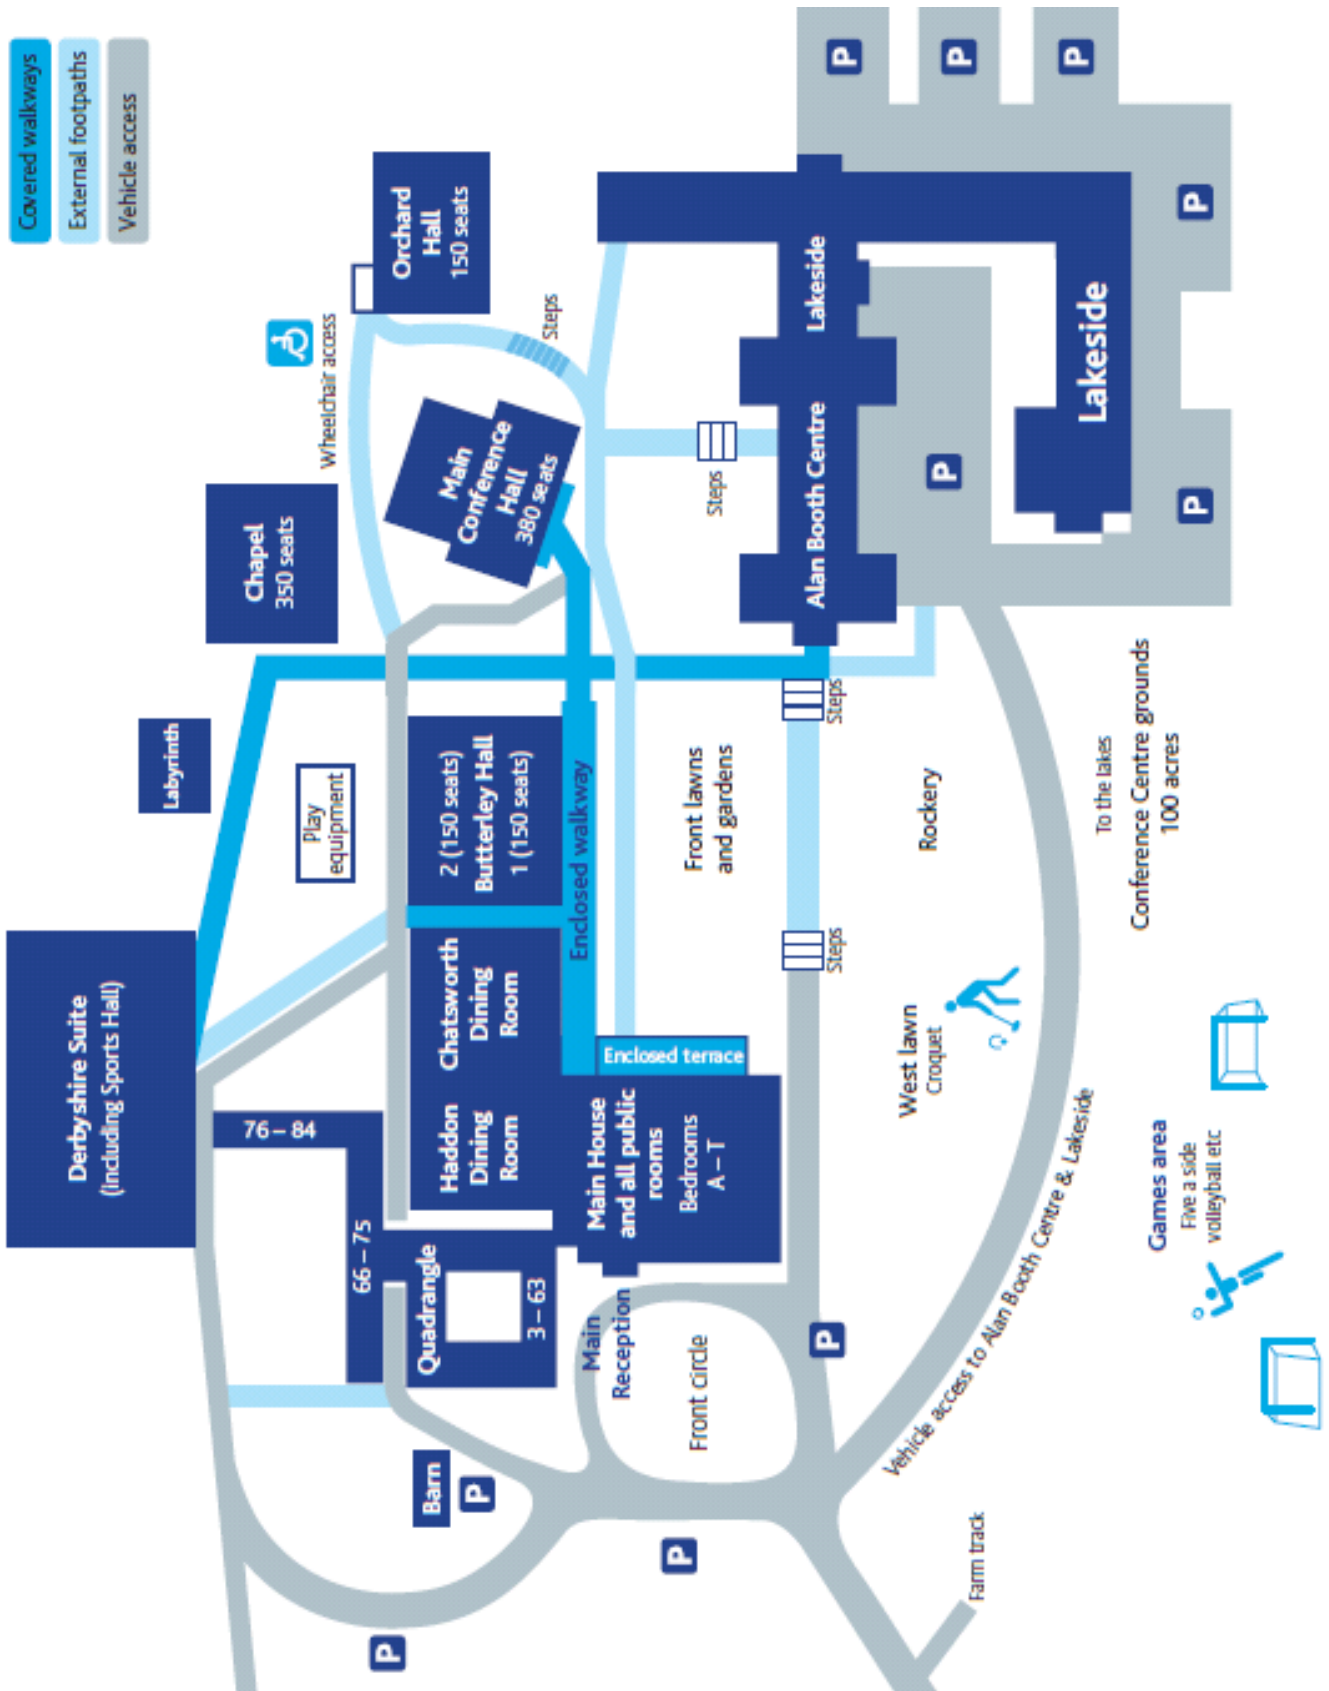 Covered walkways
External footpaths
Vehicle access
Derbyshire Suite
(including Sports Hall)
Labyrinth
Chapel
350 seats
Wheelchair access
Orchard
Hall
150 seats
Steps
Main
Conference
Hall
380 seats
Play
equipment
76 – 84
66 – 75
Quadrangle
3 – 63
Haddon
Dining
Room
Chatsworth
Dining
Room
2 (150 seats)
Butterley Hall
1 (150 seats)
Enclosed walkway
Enclosed terrace
Main House
and all public
rooms
Bedrooms
A – T
Main
Reception
Front circle
Barn
P
P
P
P
Front lawns
and gardens
Steps
Steps
Steps
Alan Booth Centre
Lakeside
Lakeside
P
P
P
P
P
P
Rockery
West lawn
Croquet
Vehicle access to Alan Booth Centre & Lakeside
To the lakes
Conference Centre grounds
100 acres
Games area
Five a side
volleyball etc
Farm track